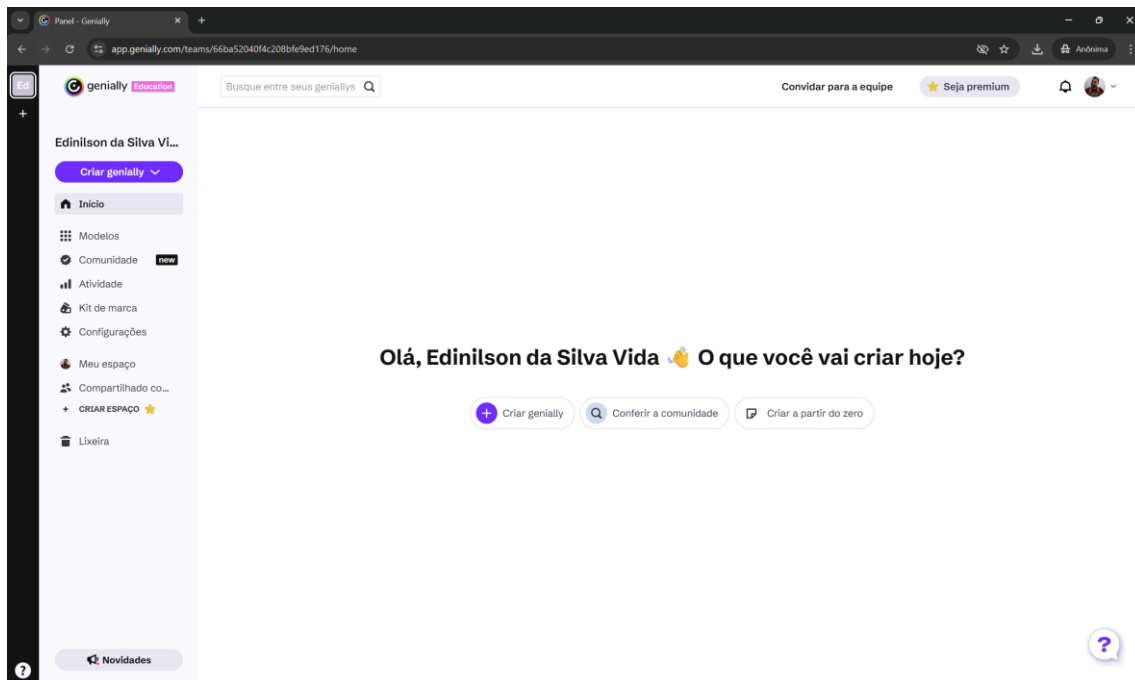 Panel - Genially
app.genially.com/teams/66ba52040f4c208bfe9ed176/home
Anônima
Ed
genially Education
Busque entre seus geniallys
Convidar para a equipe
Seja premium
Edinilson da Silva Vi...
Criar genially
Início
Modelos
Comunidade new
Atividade
Kit de marca
Configurações
Meu espaço
Compartilhado co...
+ CRIAR ESPAÇO
Lixeira
Olá, Edinilson da Silva Vida 👋 O que você vai criar hoje?
Criar genially
Conferir a comunidade
Criar a partir do zero
Novidades
?
?